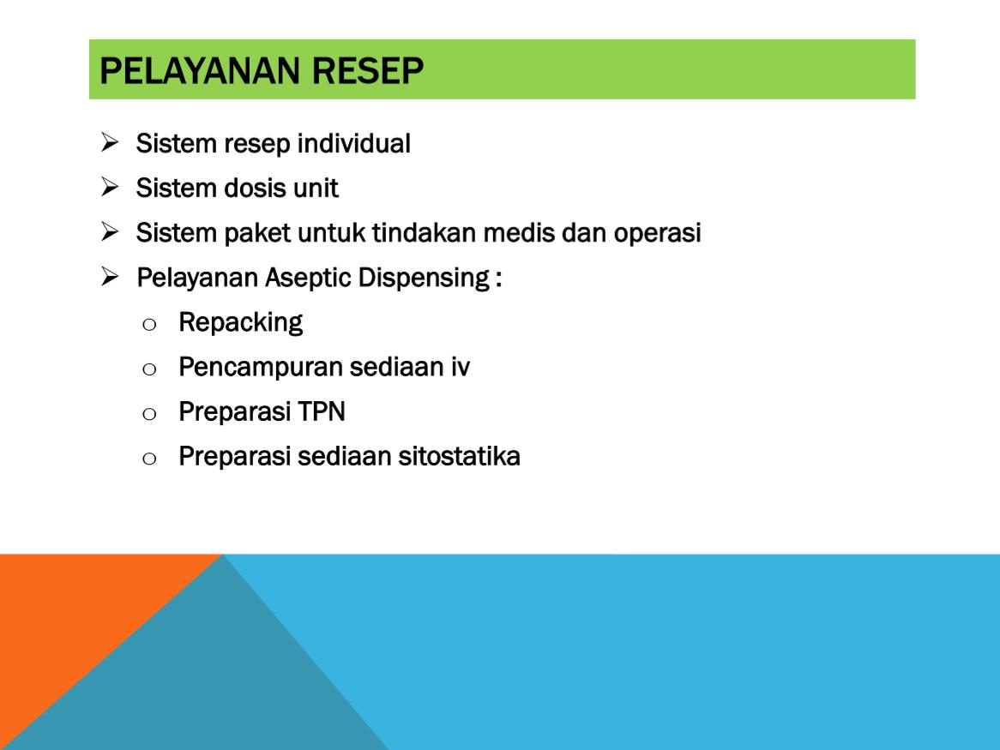 PELAYANAN RESEP
➢ Sistem resep individual
➢ Sistem dosis unit
➢ Sistem paket untuk tindakan medis dan operasi
➢ Pelayanan Aseptic Dispensing :
o Repacking
o Pencampuran sediaan iv
o Preparasi TPN
o Preparasi sediaan sitostatika